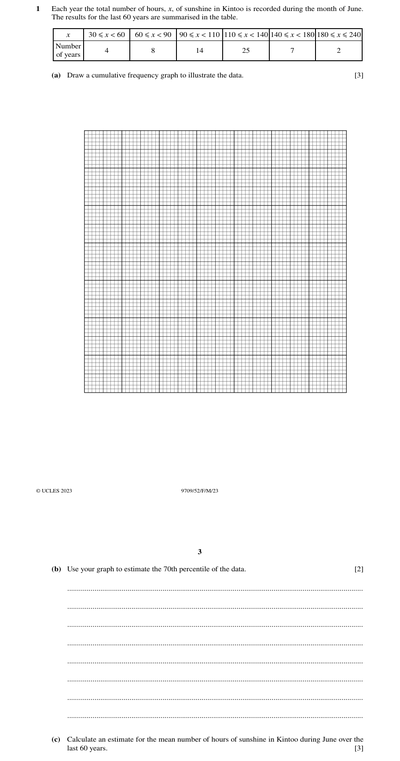 1 Each year the total number of hours, x, of sunshine in Kintoo is recorded during the month of June.
The results for the last 60 years are summarised in the table.
x 30 ⩽ x < 60 60 ⩽ x < 90 90 ⩽ x < 110 110 ⩽ x < 140 140 ⩽ x < 180 180 ⩽ x ⩽ 240
Number
of years 4 8 14 25 7 2
(a) Draw a cumulative frequency graph to illustrate the data. [3]
© UCLES 2023 9709/52/F/M/23
3
(b) Use your graph to estimate the 70th percentile of the data. [2]
(c) Calculate an estimate for the mean number of hours of sunshine in Kintoo during June over the
last 60 years. [3]